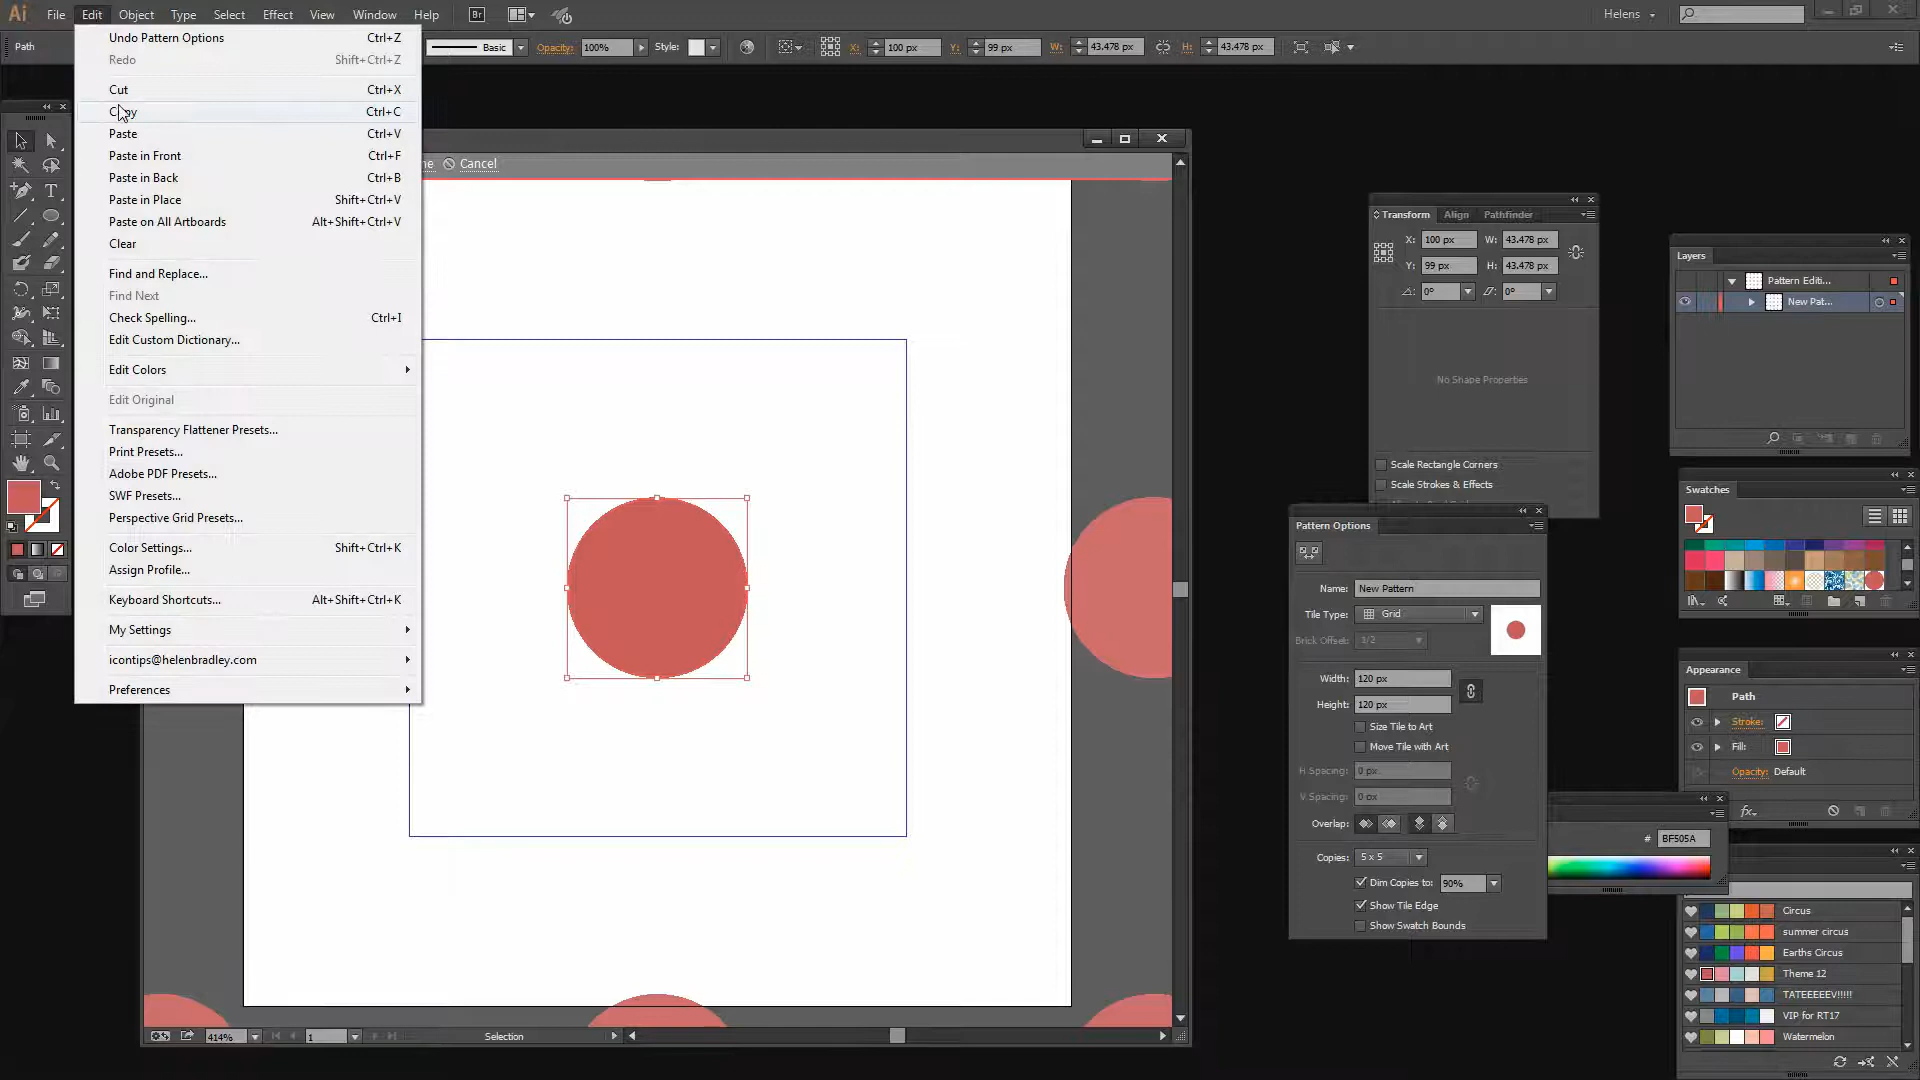 Ai File Edit Object Type Select Effect View Window Help Br Helens
Path Basic Opacity: 100% Style: X: 100 px Y: 99 px W: 43.478 px H: 43.478 px
Undo Pattern Options Ctrl+Z
Redo Shift+Ctrl+Z
Cut Ctrl+X
Copy Ctrl+C
Paste Ctrl+V
Paste in Front Ctrl+F
Paste in Back Ctrl+B
Paste in Place Shift+Ctrl+V
Paste on All Artboards Alt+Shift+Ctrl+V
Clear
Find and Replace...
Find Next
Check Spelling... Ctrl+I
Edit Custom Dictionary...
Edit Colors
Edit Original
Transparency Flattener Presets...
Print Presets...
Adobe PDF Presets...
SWF Presets...
Perspective Grid Presets...
Color Settings... Shift+Ctrl+K
Assign Profile...
Keyboard Shortcuts... Alt+Shift+Ctrl+K
My Settings
icontips@helenbradley.com
Preferences
ne Cancel
414% 1 Selection
Transform Align Pathfinder
X: 100 px W: 43.478 px
Y: 99 px H: 43.478 px
0° 0°
No Shape Properties
Scale Rectangle Corners
Scale Strokes & Effects
Pattern Options
Name: New Pattern
Tile Type: Grid
Brick Offset: 1/2
Width: 120 px
Height: 120 px
Size Tile to Art
Move Tile with Art
H Spacing: 0 px
V Spacing: 0 px
Overlap:
Copies: 5 x 5
Dim Copies to: 90%
Show Tile Edge
Show Swatch Bounds
Layers
Pattern Editi...
New Pat...
Swatches
Appearance
Path
Stroke:
Fill:
Opacity: Default
fx
# BF505A
Circus
summer circus
Earths Circus
Theme 12
TATEEEEEV!!!!!
VIP for RT17
Watermelon